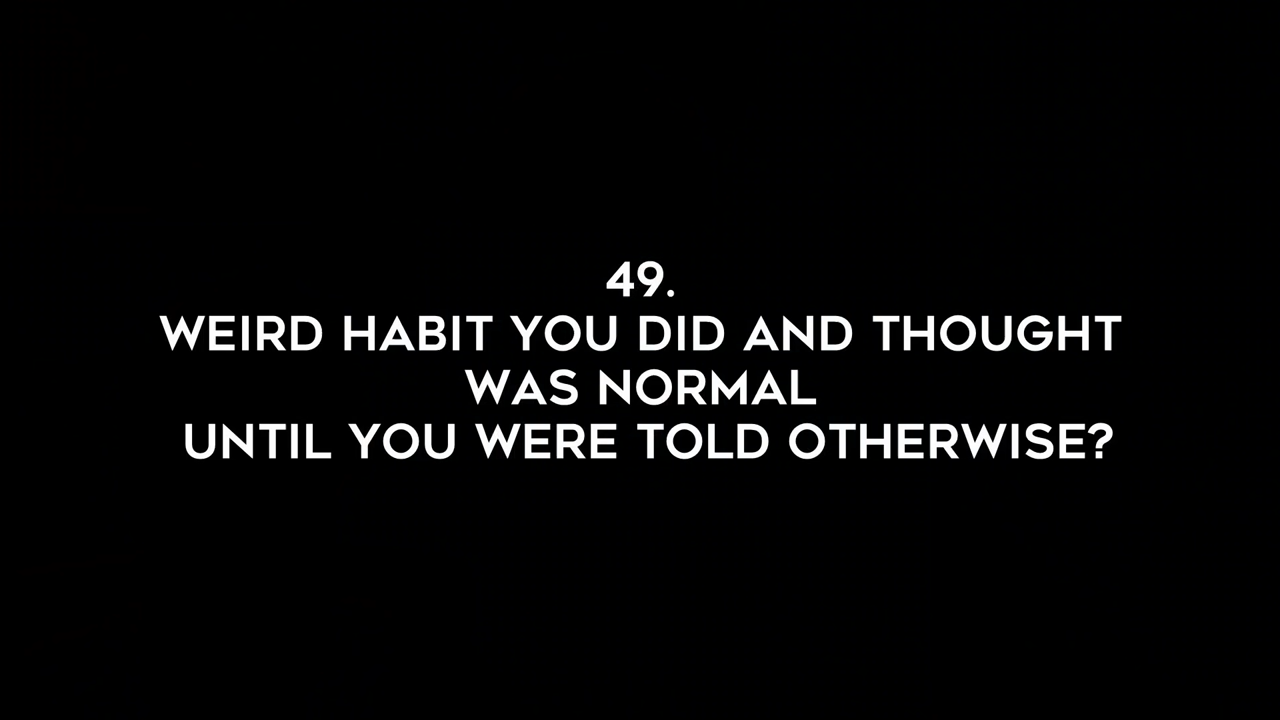 49.
WEIRD HABIT YOU DID AND THOUGHT
WAS NORMAL
UNTIL YOU WERE TOLD OTHERWISE?